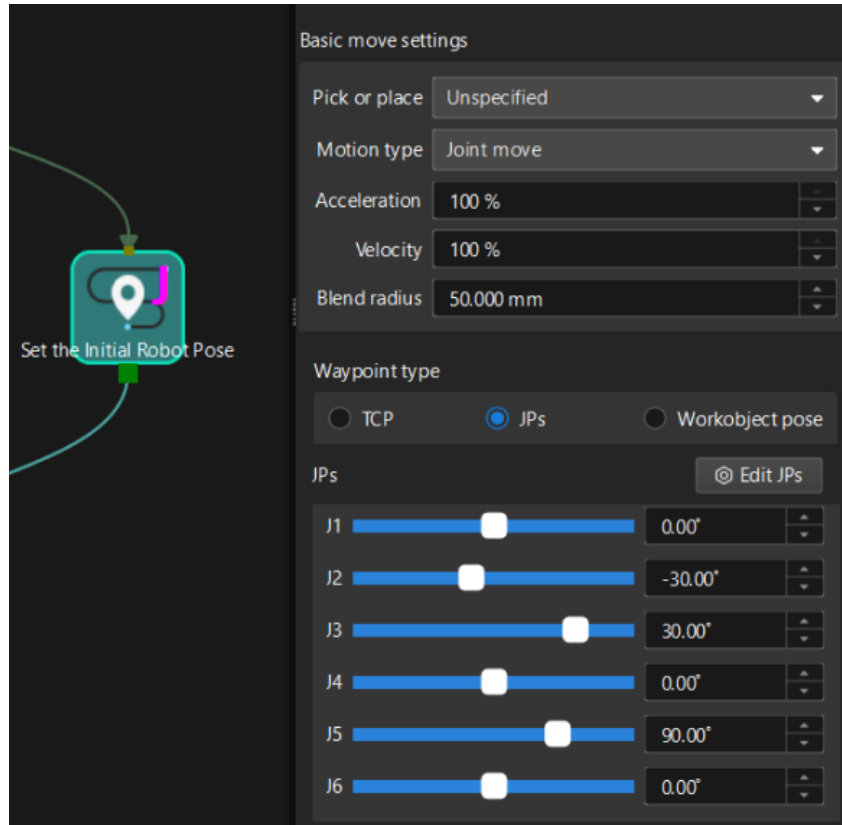 Basic move settings
Pick or place Unspecified
Motion type Joint move
Acceleration 100 %
Velocity 100 %
Blend radius 50.000 mm
J
Set the Initial Robot Pose
Waypoint type
TCP JPs Workobject pose
JPs Edit JPs
J1 0.00°
J2 -30.00°
J3 30.00°
J4 0.00°
J5 90.00°
J6 0.00°